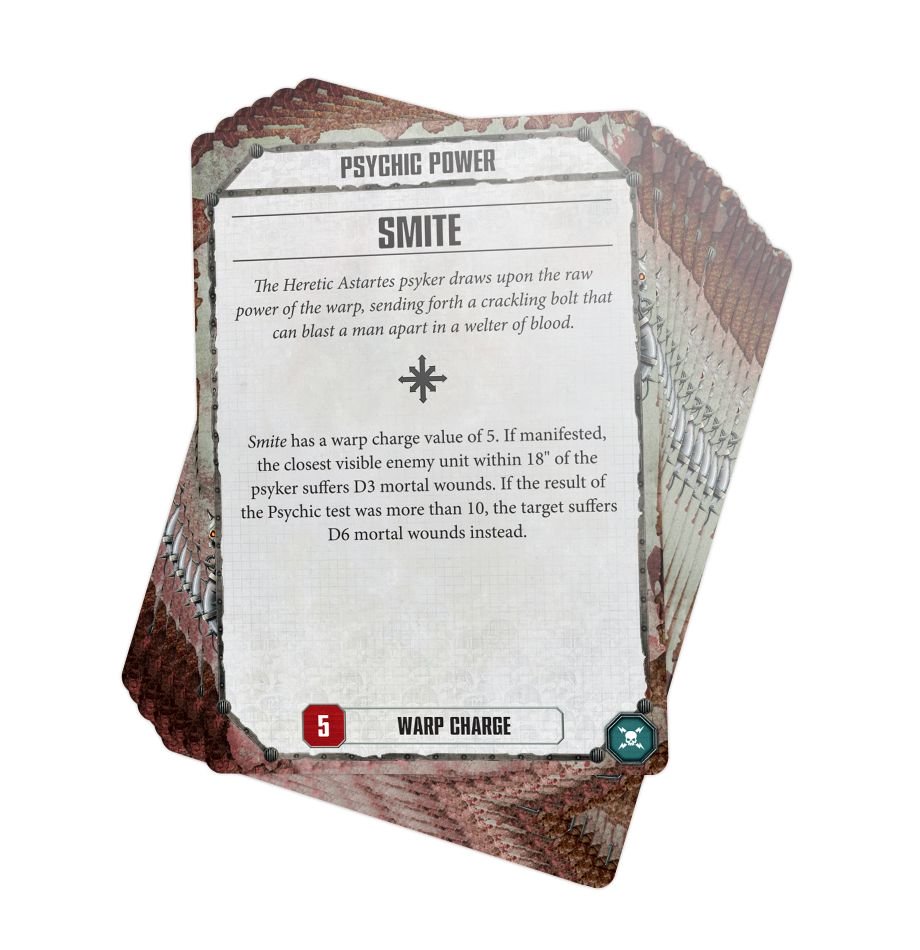 PSYCHIC POWER
SMITE
The Heretic Astartes psyker draws upon the raw
power of the warp, sending forth a crackling bolt that
can blast a man apart in a welter of blood.
Smite has a warp charge value of 5. If manifested,
the closest visible enemy unit within 18" of the
psyker suffers D3 mortal wounds. If the result of
the Psychic test was more than 10, the target suffers
D6 mortal wounds instead.
5 WARP CHARGE